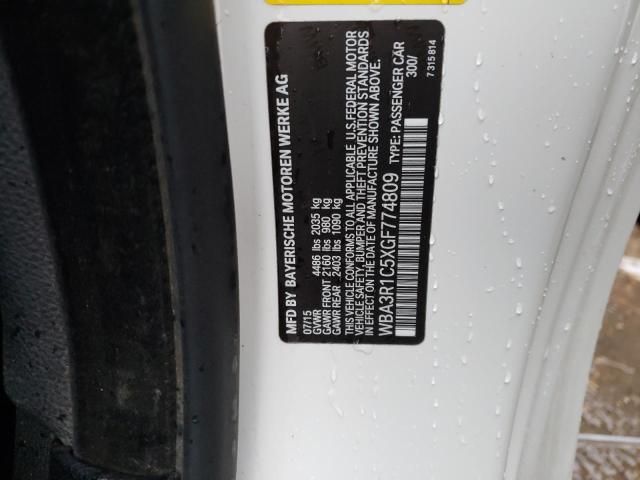 MFD BY BAYERISCHE MOTOREN WERKE AG
07/15
GVWR 4486 lbs 2035 kg
GAWR FRONT 2160 lbs 980 kg
GAWR REAR 2403 lbs 1090 kg
THIS VEHICLE CONFORMS TO ALL APPLICABLE U.S. FEDERAL MOTOR
VEHICLE SAFETY, BUMPER AND THEFT PREVENTION STANDARDS
IN EFFECT ON THE DATE OF MANUFACTURE SHOWN ABOVE.
WBA3R1C5XGF774809 TYPE: PASSENGER CAR
300/
7 315 814